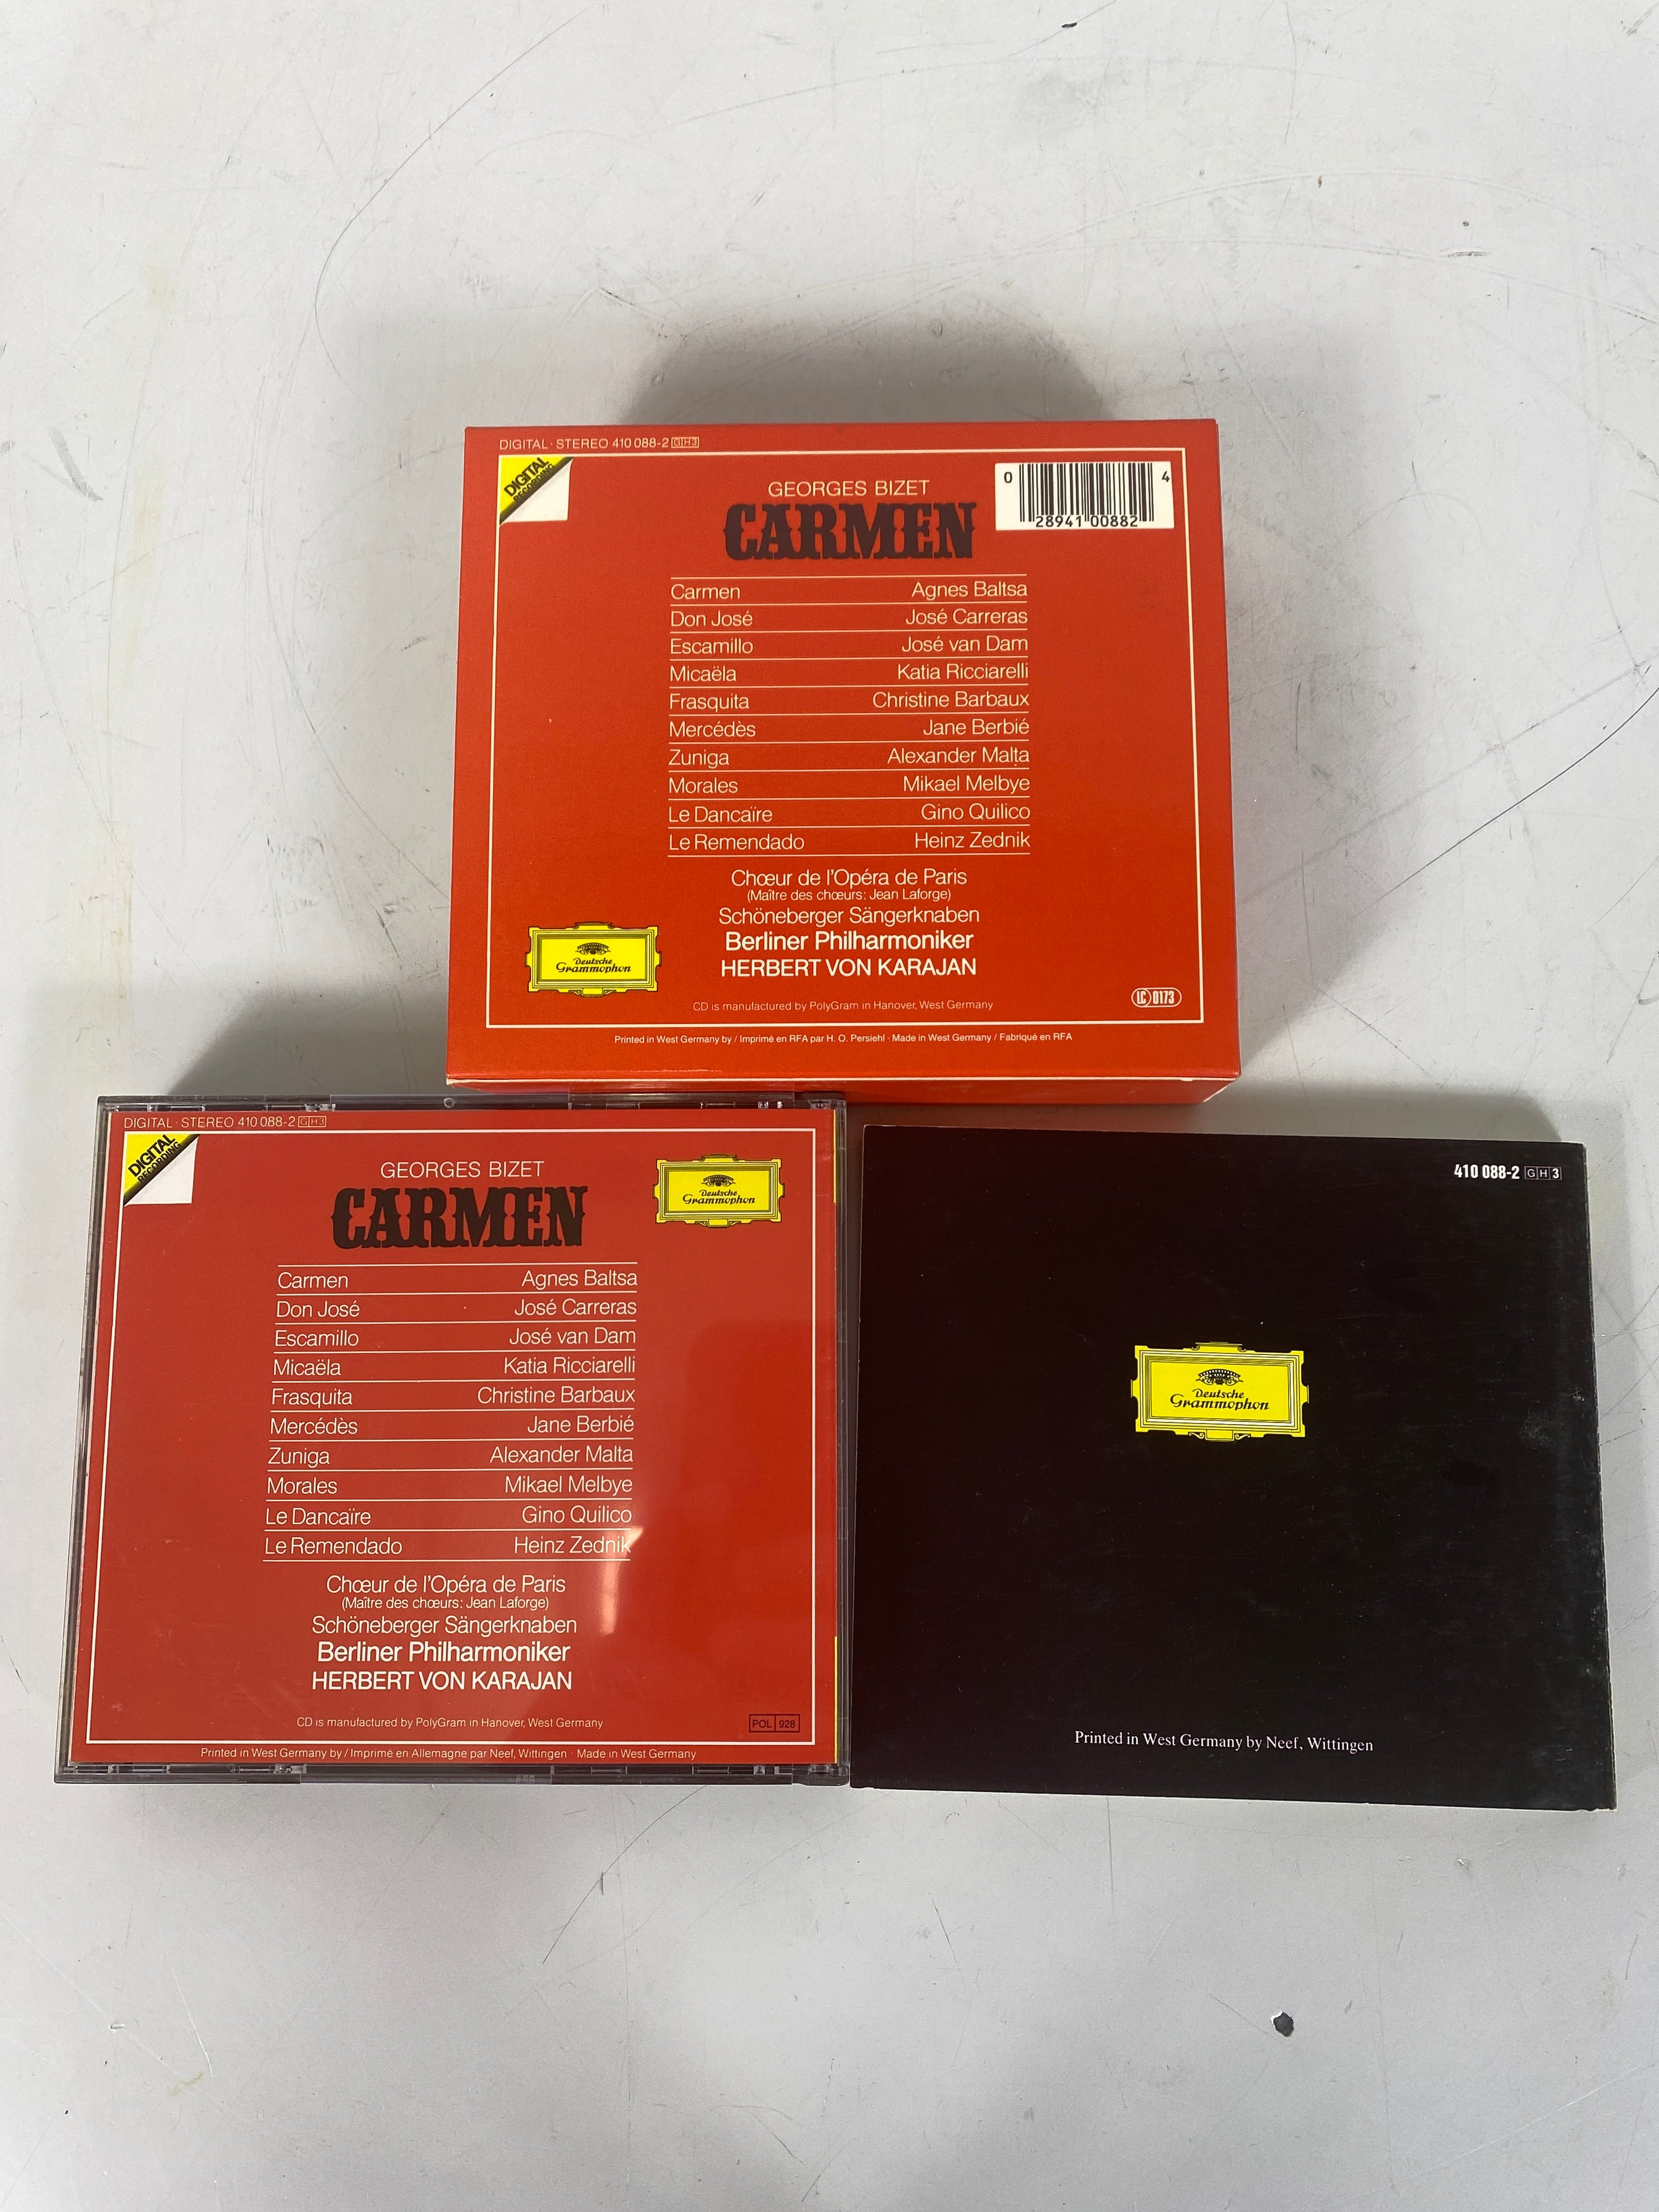 DIGITAL · STEREO 410 088-2 GH3
DIGITAL
RECORDING
GEORGES BIZET
CARMEN
0 28941 00882 4
Carmen Agnes Baltsa
Don José José Carreras
Escamillo José van Dam
Micaëla Katia Ricciarelli
Frasquita Christine Barbaux
Mercédès Jane Berbié
Zuniga Alexander Malta
Morales Mikael Melbye
Le Dancaïre Gino Quilico
Le Remendado Heinz Zednik
Chœur de l'Opéra de Paris
(Maître des chœurs: Jean Laforge)
Schöneberger Sängerknaben
Berliner Philharmoniker
HERBERT VON KARAJAN
Deutsche
Grammophon
CD is manufactured by PolyGram in Hanover, West Germany
LC 0173
Printed in West Germany by / Imprimé en RFA par H. O. Persiehl · Made in West Germany / Fabriqué en RFA
DIGITAL · STEREO 410 088-2 GH3
DIGITAL
RECORDING
GEORGES BIZET
CARMEN
Deutsche
Grammophon
Carmen Agnes Baltsa
Don José José Carreras
Escamillo José van Dam
Micaëla Katia Ricciarelli
Frasquita Christine Barbaux
Mercédès Jane Berbié
Zuniga Alexander Malta
Morales Mikael Melbye
Le Dancaïre Gino Quilico
Le Remendado Heinz Zednik
Chœur de l'Opéra de Paris
(Maître des chœurs: Jean Laforge)
Schöneberger Sängerknaben
Berliner Philharmoniker
HERBERT VON KARAJAN
CD is manufactured by PolyGram in Hanover, West Germany
POL 928
Printed in West Germany by / Imprimé en Allemagne par Neef, Wittingen · Made in West Germany
410 088-2 GH3
Deutsche
Grammophon
Printed in West Germany by Neef, Wittingen